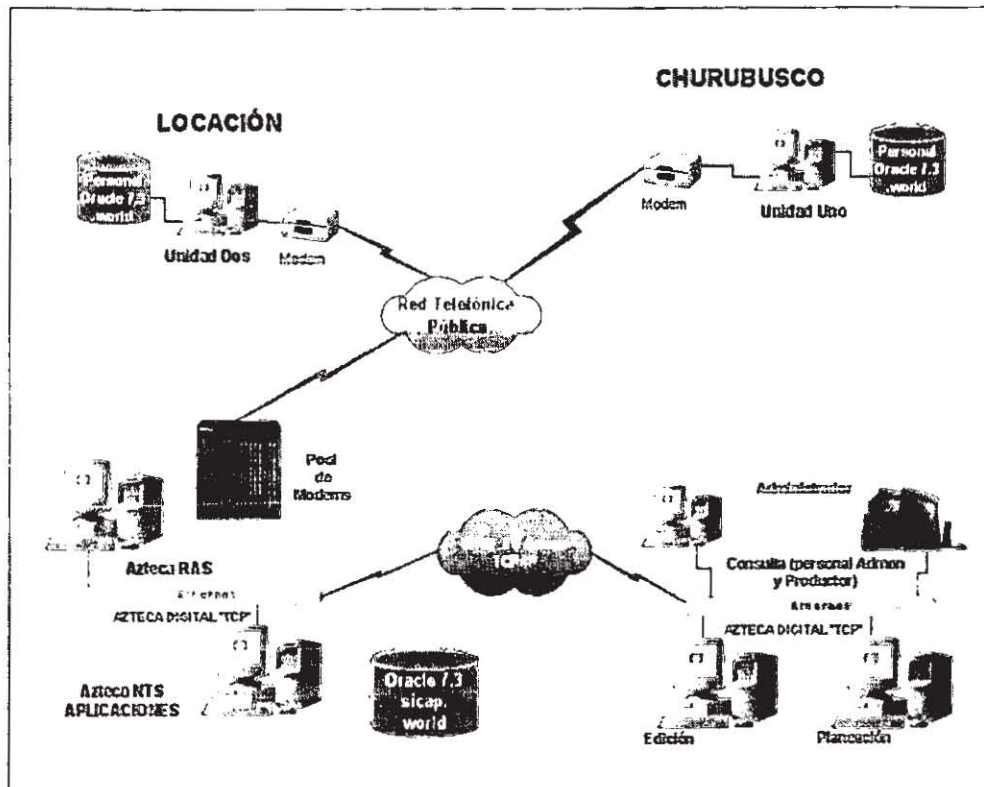 CHURUBUSCO
LOCACIÓN
Personal
Oracle 7.3
world
Unidad Dos
Modem
Modem
Unidad Uno
Personal
Oracle 7.3
world
Red Telefónica
Pública
Pool
de
Modems
Azteca RAS
Ethernet
AZTECA DIGITAL "TCP"
Azteca NTS
APLICACIONES
Oracle 7.3
sicap.
world
Administrador
Consulta (personal Admon
y Productor)
Ethernet
AZTECA DIGITAL "TCP"
Edición
Planeación